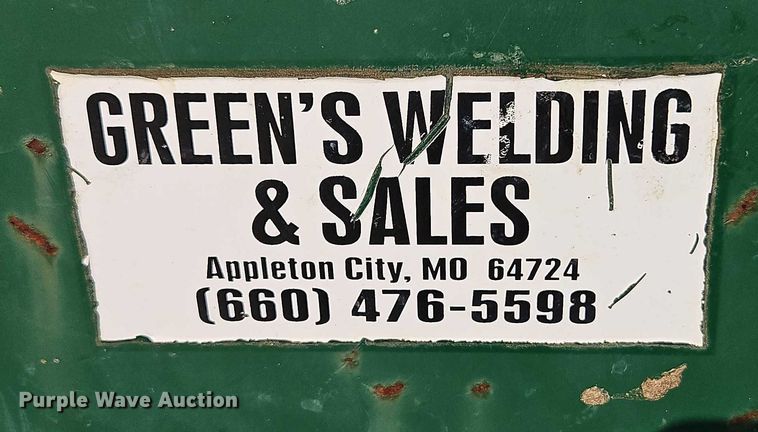 GREEN'S WELDING
& SALES
Appleton City, MO 64724
(660) 476-5598
Purple Wave Auction